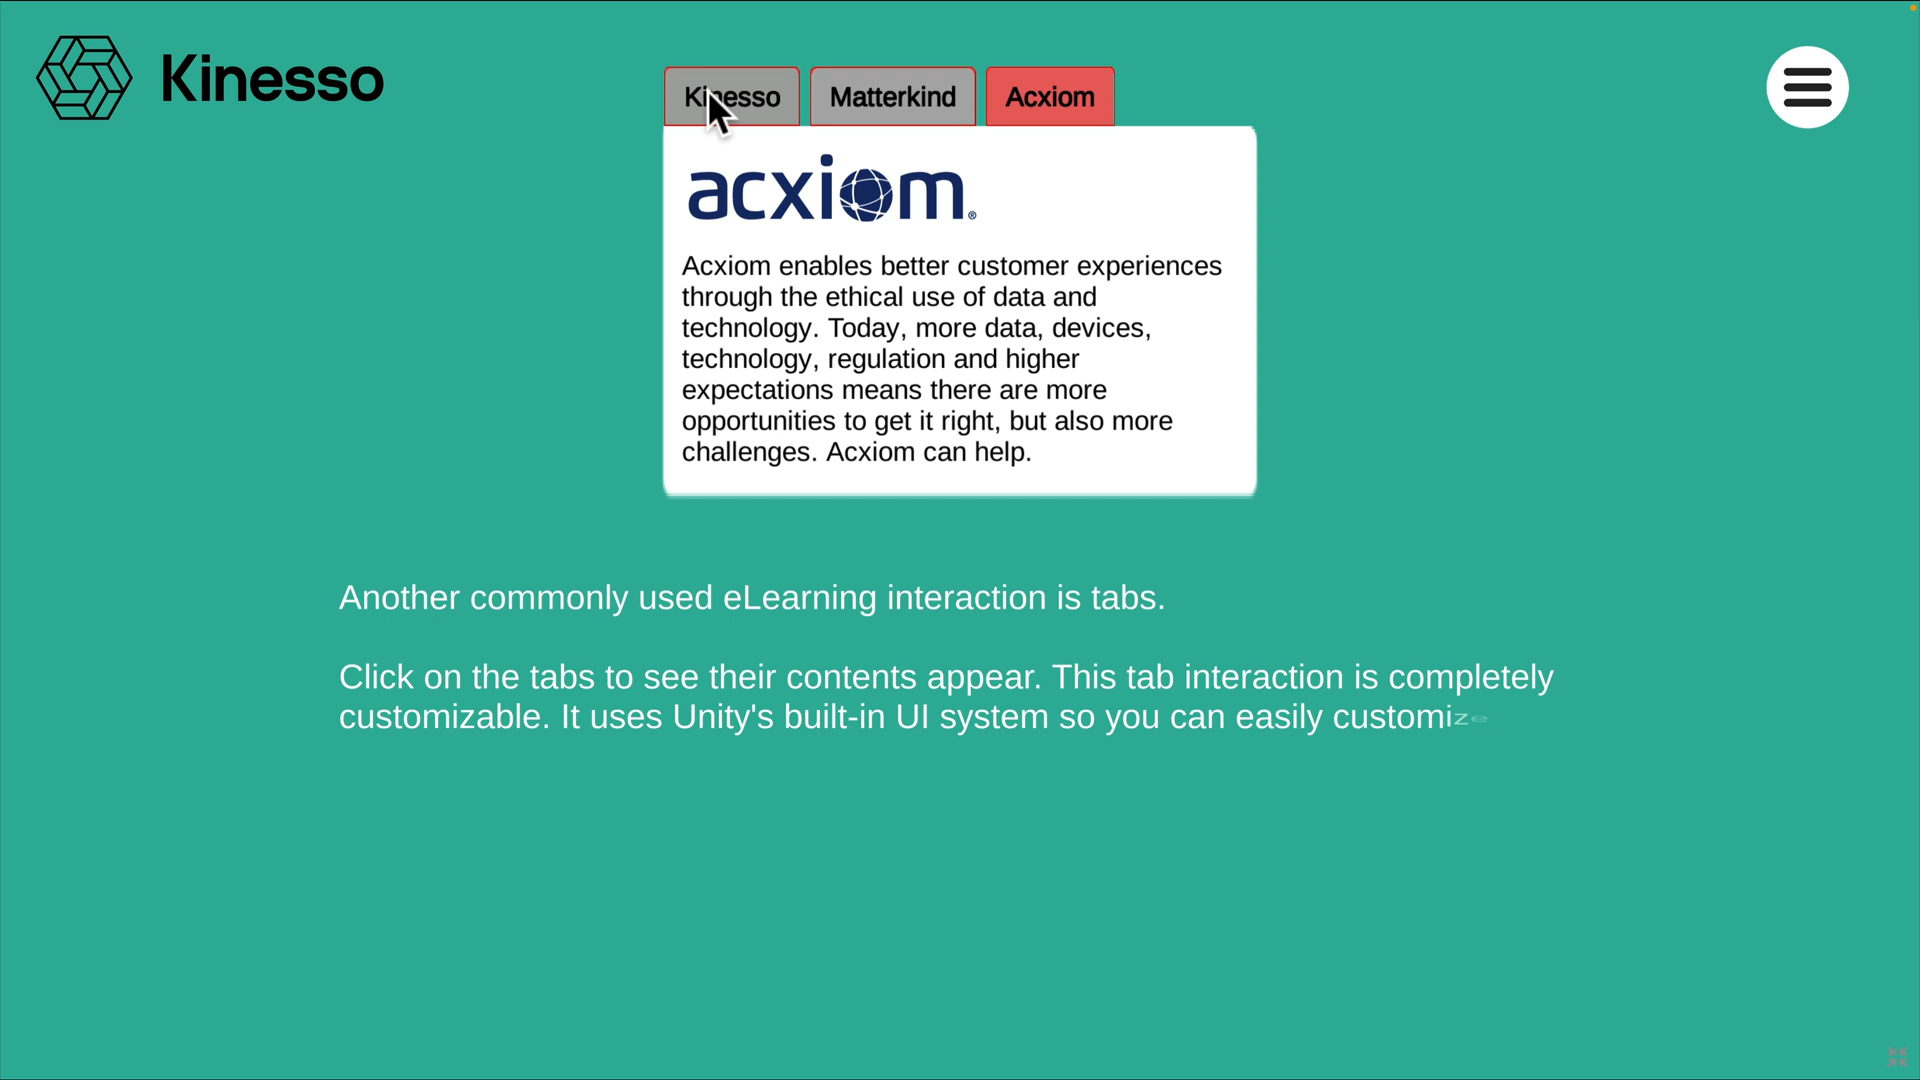 Kinesso
Kinesso Matterkind Acxiom
acxiom®
Acxiom enables better customer experiences
through the ethical use of data and
technology. Today, more data, devices,
technology, regulation and higher
expectations means there are more
opportunities to get it right, but also more
challenges. Acxiom can help.
Another commonly used eLearning interaction is tabs.
Click on the tabs to see their contents appear. This tab interaction is completely
customizable. It uses Unity's built-in UI system so you can easily customize